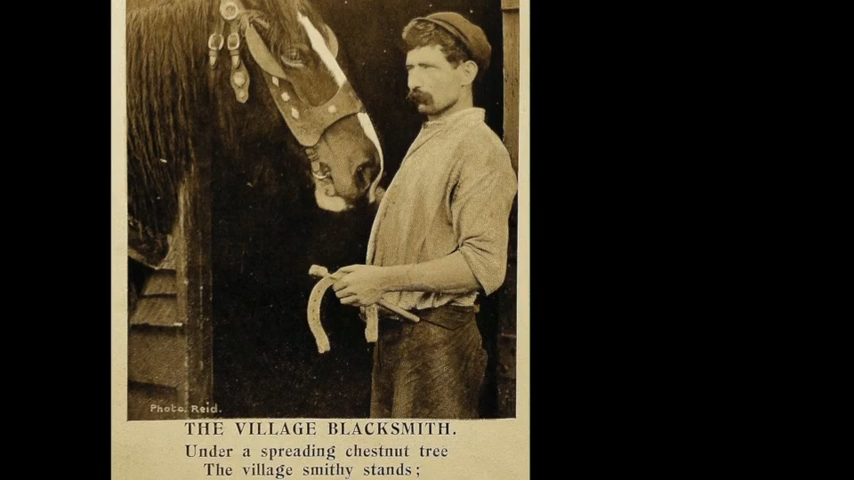 Photo. Reid.
THE VILLAGE BLACKSMITH.
Under a spreading chestnut tree
The village smithy stands;